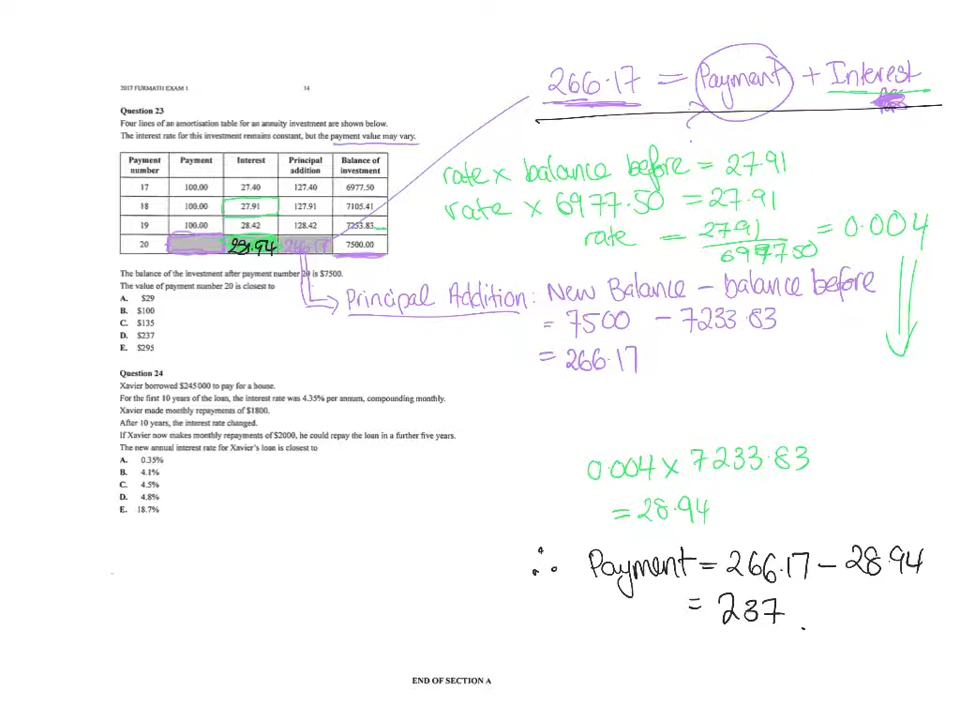 2017 FURMATH EXAM 1 14
Question 23
Four lines of an amortisation table for an annuity investment are shown below.
The interest rate for this investment remains constant, but the payment value may vary.
Payment number Payment Interest Principal addition Balance of investment
17 100.00 27.40 127.40 6977.50
18 100.00 27.91 127.91 7105.41
19 100.00 28.42 128.42 7233.83
20 28.94 266.17 7500.00
The balance of the investment after payment number 20 is $7500.
The value of payment number 20 is closest to
A. $29
B. $100
C. $135
D. $237
E. $295
Question 24
Xavier borrowed $245 000 to pay for a house.
For the first 10 years of the loan, the interest rate was 4.35% per annum, compounding monthly.
Xavier made monthly repayments of $1800.
After 10 years, the interest rate changed.
If Xavier now makes monthly repayments of $2000, he could repay the loan in a further five years.
The new annual interest rate for Xavier's loan is closest to
A. 0.35%
B. 4.1%
C. 4.5%
D. 4.8%
E. 18.7%
END OF SECTION A
266.17 = Payment + Interest
rate x balance before = 27.91
rate x 6977.50 = 27.91
rate = 27.91 / 6977.50 = 0.004
Principal Addition: New Balance - balance before
= 7500 - 7233.83
= 266.17
0.004 x 7233.83
= 28.94
∴ Payment = 266.17 - 28.94
= 237